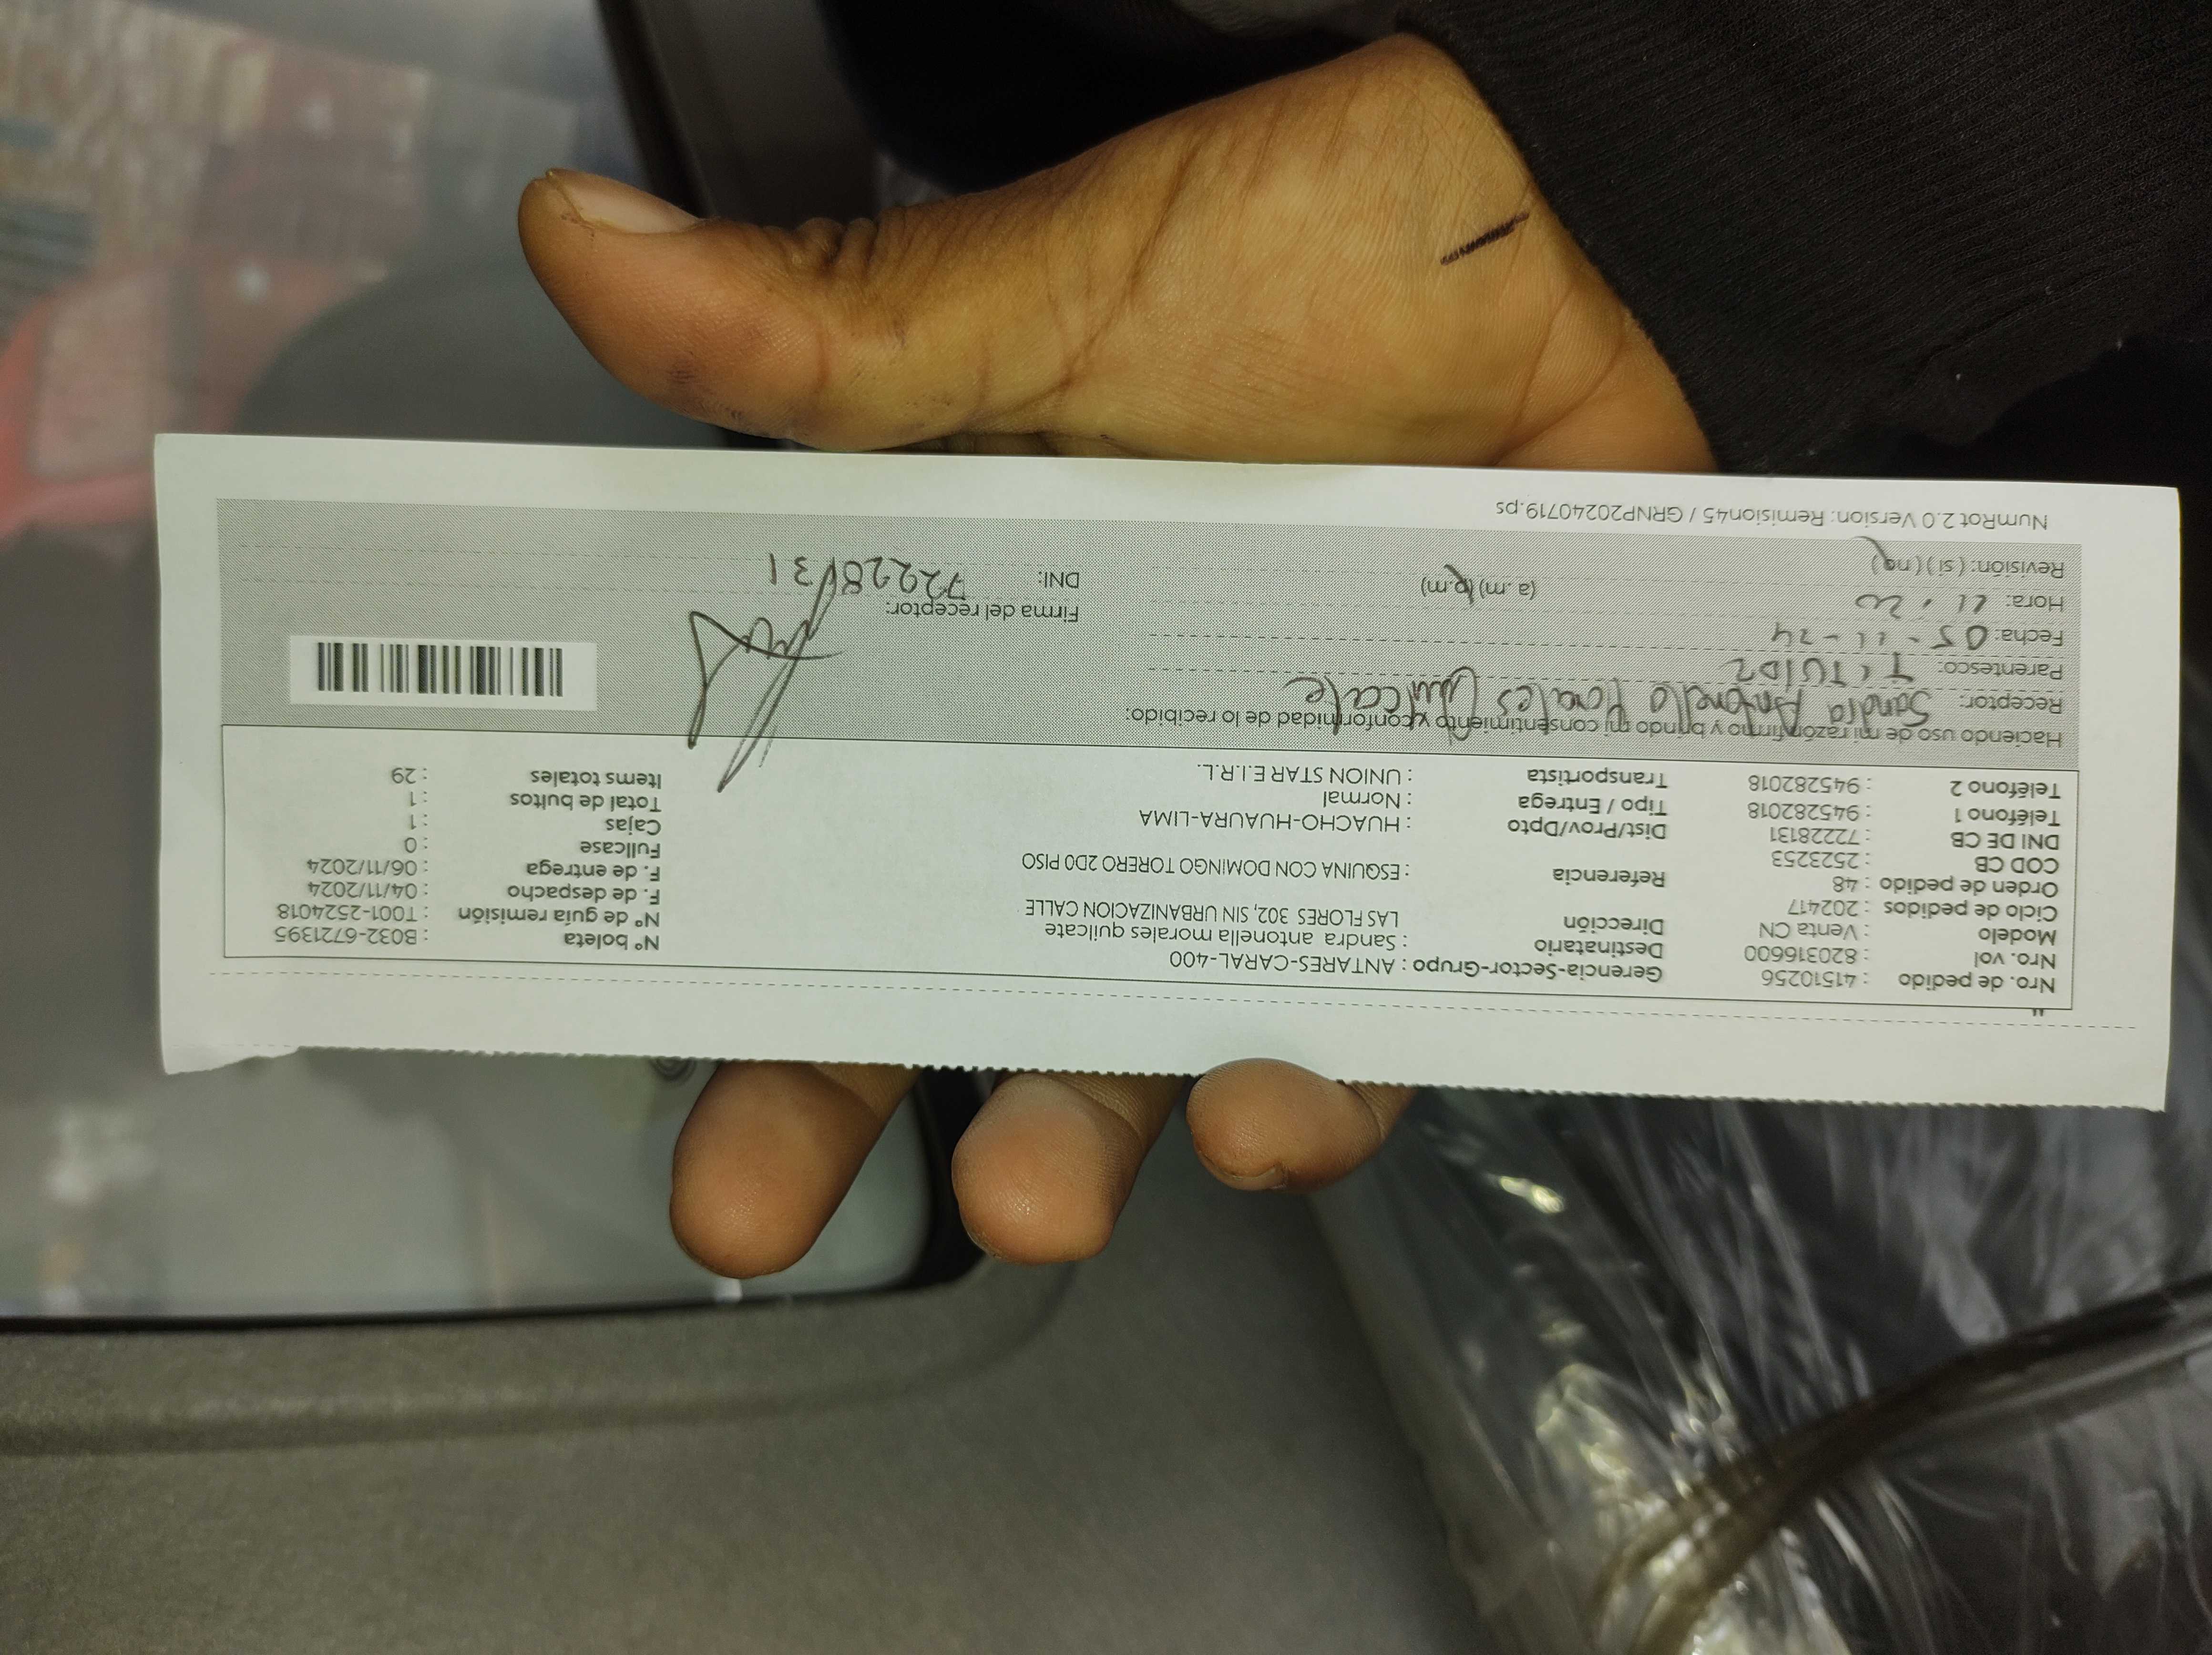 Nro. de pedido : 41510256 Gerencia-Sector-Grupo : ANTARES-CARAL-400 Nº boleta : B032-6721395
Nro. vol : 820316600 Destinatario : Sandra antonella morales quilcate Nº de guía remisión : T001-2524018
Modelo : Venta CN Dirección LAS FLORES 302, SIN URBANIZACION CALLE F. de despacho : 04/11/2024
Ciclo de pedidos : 202417 F. de entrega : 06/11/2024
Orden de pedido : 48 Referencia : ESQUINA CON DOMINGO TORERO 2D0 PISO Fullcase : 0
COD CB : 2523253 Cajas : 1
DNI DE CB : 72228131 Dist/Prov/Dpto : HUACHO-HUAURA-LIMA Total de bultos : 1
Teléfono 1 : 945282018 Tipo / Entrega : Normal Items totales : 29
Teléfono 2 : 945282018 Transportista : UNION STAR E.I.R.L.
Haciendo uso de mi razón firmo y brindo mi consentimiento y conformidad de lo recibido:
Receptor: Sandra Antonella Morales Quilcate
Parentesco:
Fecha: 05-11-24 Firma del receptor:
Hora: 11:20 (a.m) (p.m) DNI: 72228131
Revisión: (si) (no)
NumRot 2.0 Version: Remision45 / GRNP20240719.ps